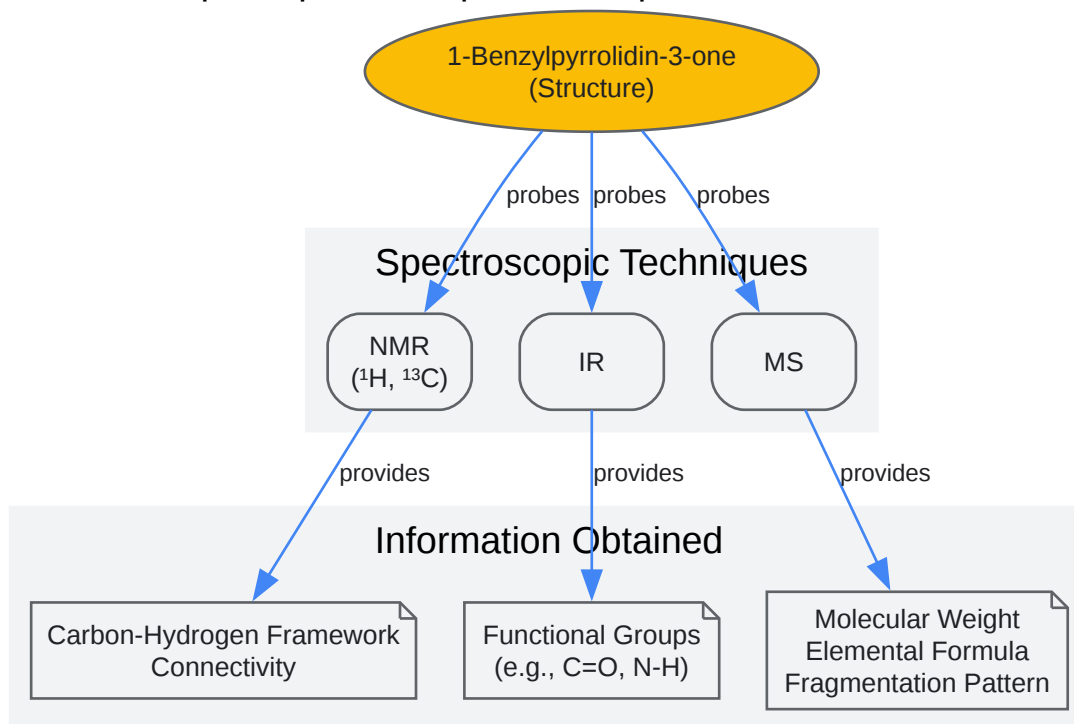 1-Benzylpyrrolidin-3-one
(Structure)
probes
probes
probes
Spectroscopic Techniques
NMR
(¹H, ¹³C)
IR
MS
provides
provides
provides
Information Obtained
Carbon-Hydrogen Framework
Connectivity
Functional Groups
(e.g., C=O, N-H)
Molecular Weight
Elemental Formula
Fragmentation Pattern